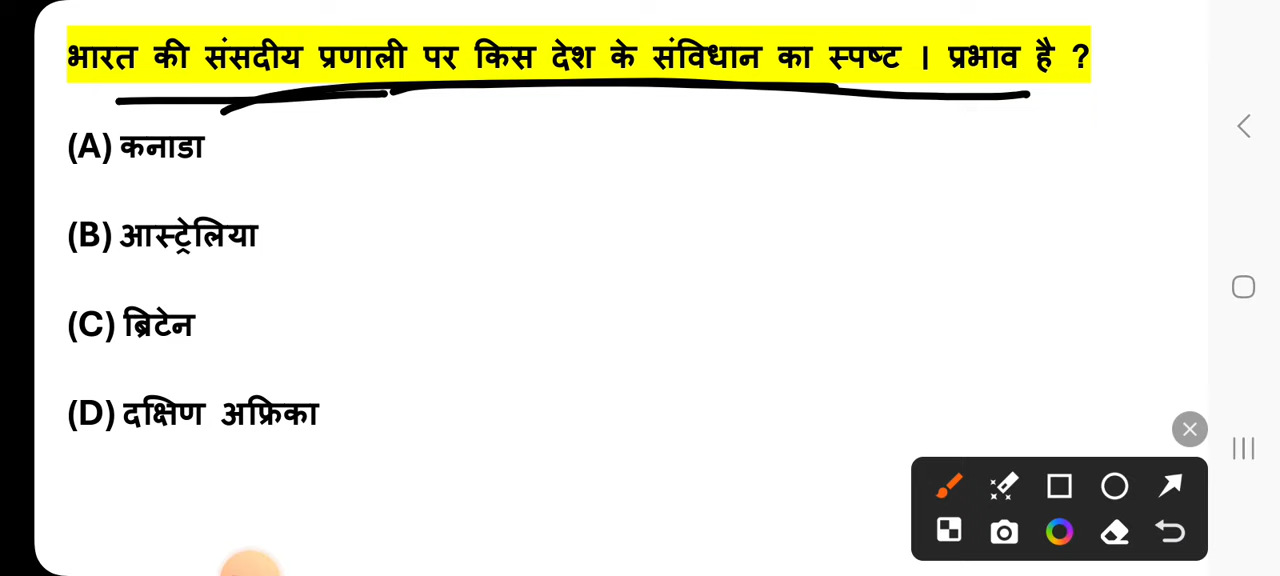 भारत की संसदीय प्रणाली पर किस देश के संविधान का स्पष्ट । प्रभाव है ?
(A) कनाडा
(B) आस्ट्रेलिया
(C) ब्रिटेन
(D) दक्षिण अफ्रिका